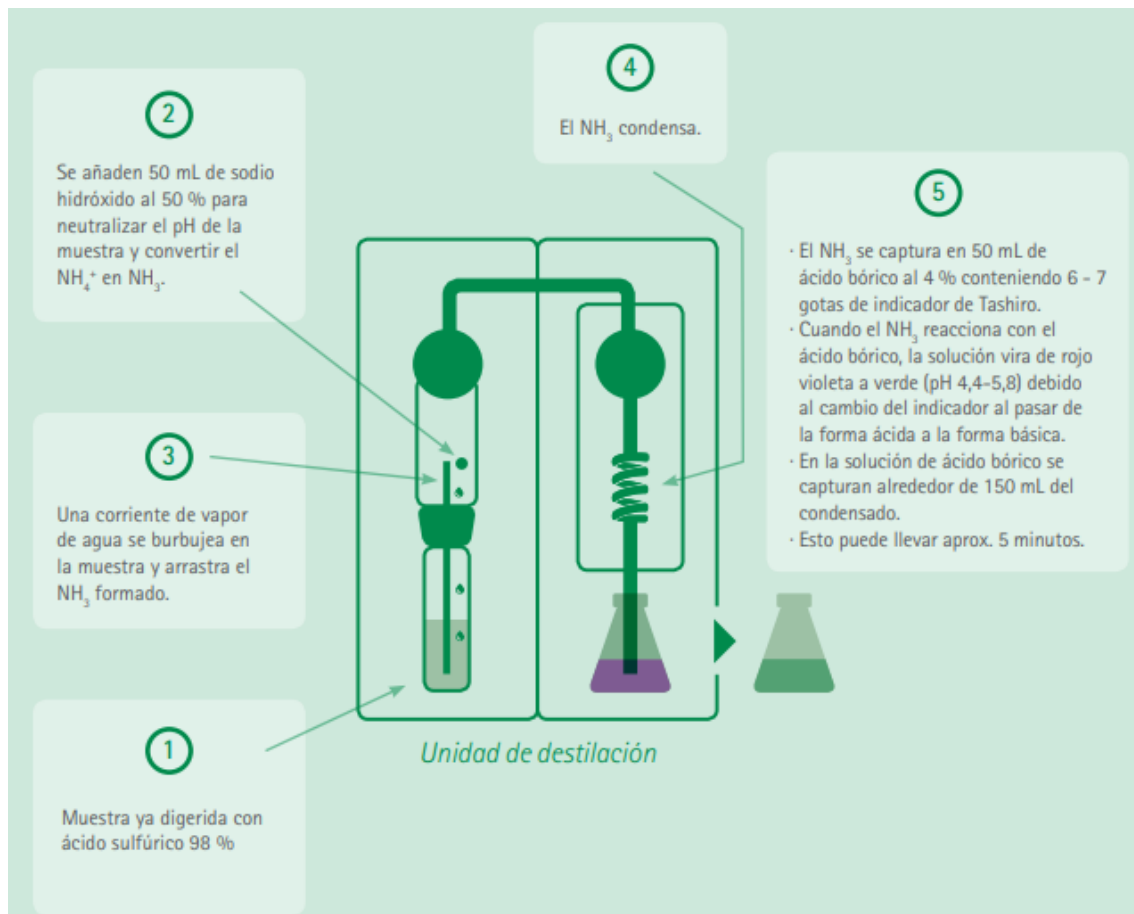 1
Muestra ya digerida con
ácido sulfúrico 98 %
2
Se añaden 50 mL de sodio
hidróxido al 50 % para
neutralizar el pH de la
muestra y convertir el
NH₄⁺ en NH₃.
3
Una corriente de vapor
de agua se burbujea en
la muestra y arrastra el
NH₃ formado.
4
El NH₃ condensa.
5
· El NH₃ se captura en 50 mL de
ácido bórico al 4 % conteniendo 6 - 7
gotas de indicador de Tashiro.
· Cuando el NH₃ reacciona con el
ácido bórico, la solución vira de rojo
violeta a verde (pH 4,4-5,8) debido
al cambio del indicador al pasar de
la forma ácida a la forma básica.
· En la solución de ácido bórico se
capturan alrededor de 150 mL del
condensado.
· Esto puede llevar aprox. 5 minutos.
Unidad de destilación